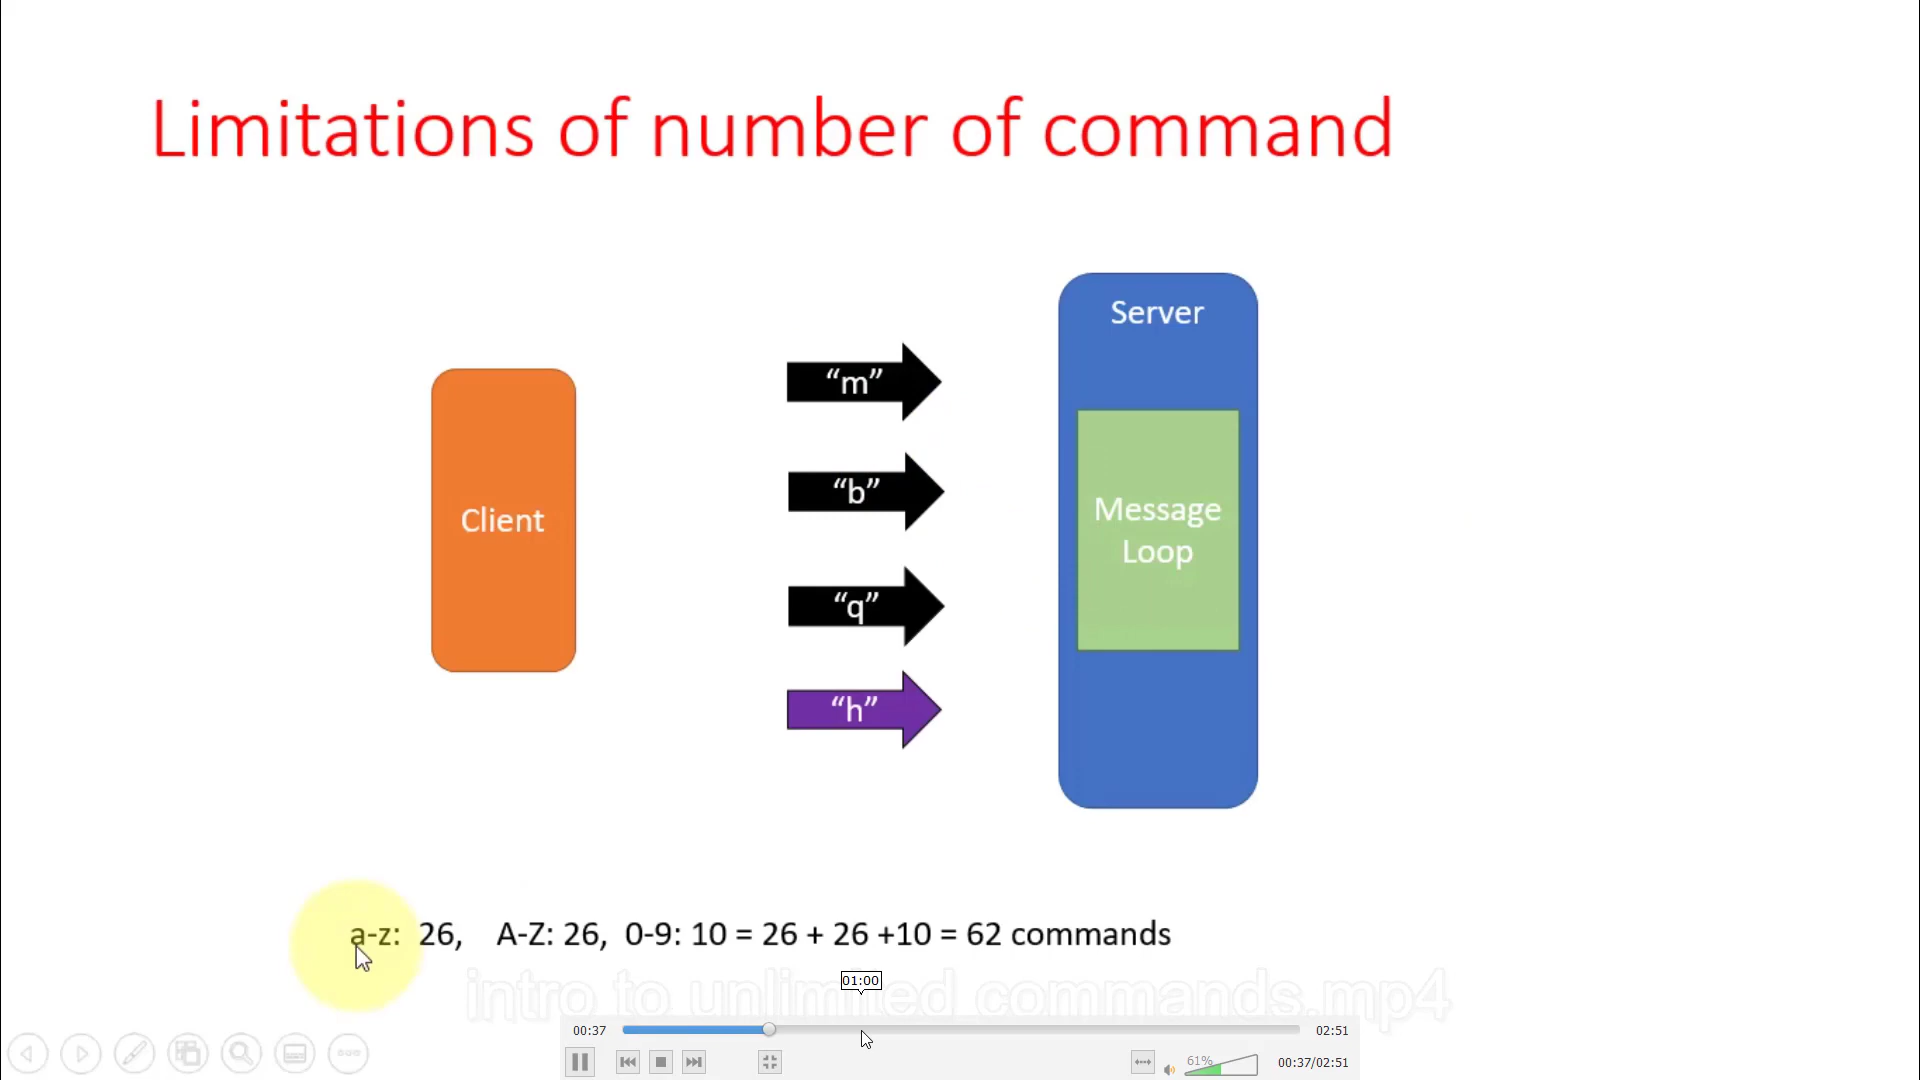 Limitations of number of command
Server
“m”
“b”
Client
Message
Loop
“q”
“h”
a-z: 26, A-Z: 26, 0-9: 10 = 26 + 26 +10 = 62 commands
01:00
intro to unlimited commands.mp4
00:37
02:51
61%
00:37/02:51